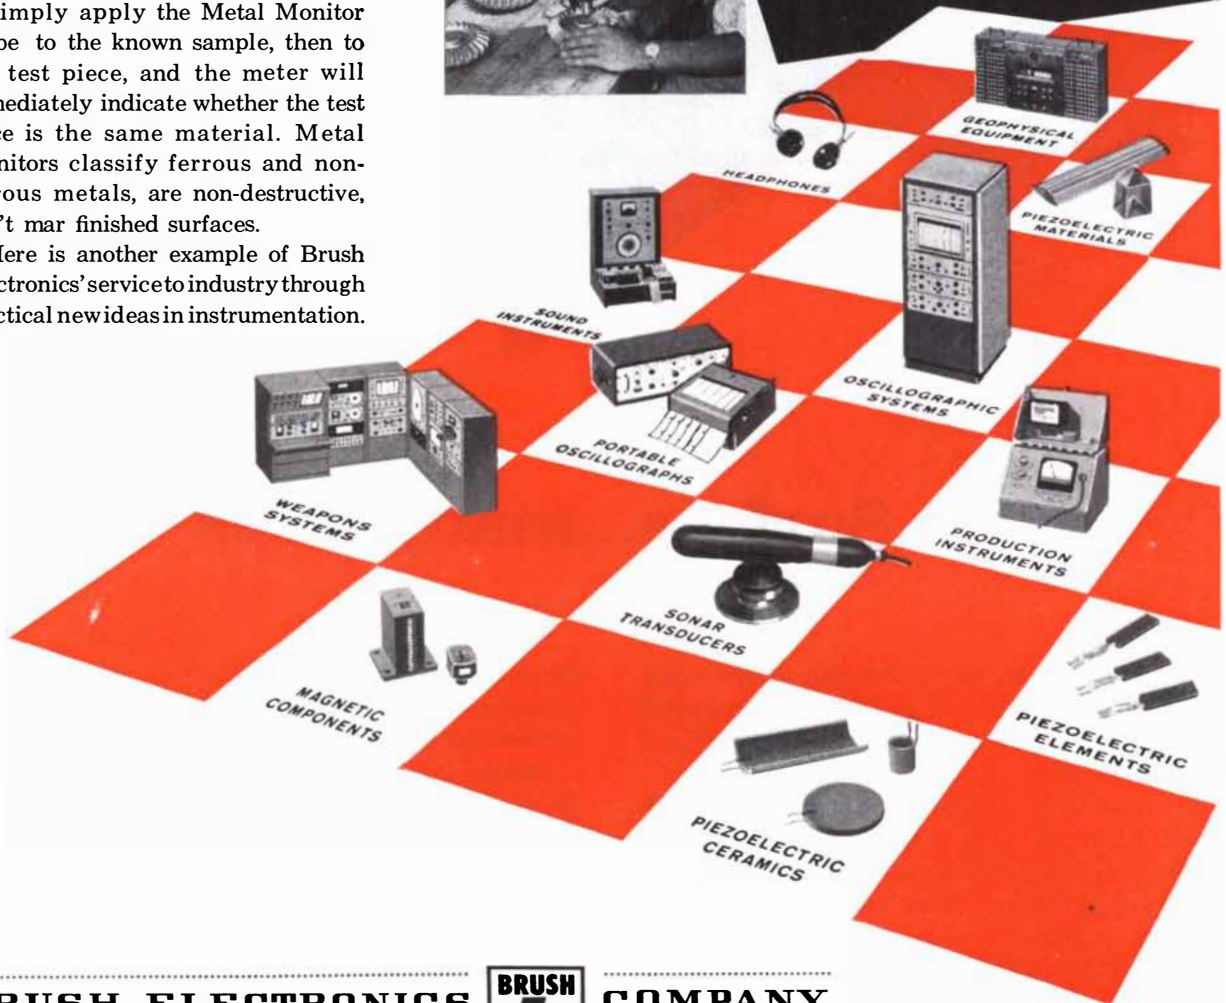 imply apply the Metal Monitor
be to the known sample, then to
test piece, and the meter will
mediately indicate whether the test
ce is the same material. Metal
nitors classify ferrous and non-
rous metals, are non-destructive,
't mar finished surfaces.
Here is another example of Brush
ctronics' service to industry through
ctical new ideas in instrumentation.
GEOPHYSICAL
EQUIPMENT
HEADPHONES
PIEZOELECTRIC
MATERIALS
SOUND
INSTRUMENTS
OSCILLOGRAPHIC
SYSTEMS
PORTABLE
OSCILLOGRAPHS
WEAPONS
SYSTEMS
PRODUCTION
INSTRUMENTS
SONAR
TRANSDUCERS
MAGNETIC
COMPONENTS
PIEZOELECTRIC
ELEMENTS
PIEZOELECTRIC
CERAMICS
RUSH ELECTRONICS BRUSH COMPANY